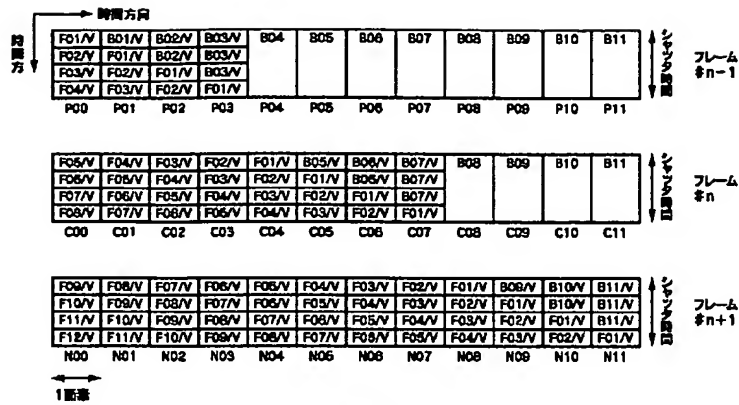 時間方向
時間方
F01/V B01/V B02/V B03/V B04 B05 B06 B07 B08 B09 B10 B11
F02/V F01/V B02/V B03/V
F03/V F02/V F01/V B03/V
F04/V F03/V F02/V F01/V
シャッタ時間
フレーム
#n-1
P00 P01 P02 P03 P04 P05 P06 P07 P08 P09 P10 P11
F05/V F04/V F03/V F02/V F01/V B05/V B06/V B07/V B08 B09 B10 B11
F06/V F05/V F04/V F03/V F02/V F01/V B06/V B07/V
F07/V F06/V F05/V F04/V F03/V F02/V F01/V B07/V
F08/V F07/V F06/V F05/V F04/V F03/V F02/V F01/V
シャッタ時間
フレーム
#n
C00 C01 C02 C03 C04 C05 C06 C07 C08 C09 C10 C11
F09/V F08/V F07/V F06/V F05/V F04/V F03/V F02/V F01/V B09/V B10/V B11/V
F10/V F09/V F08/V F07/V F06/V F05/V F04/V F03/V F02/V F01/V B10/V B11/V
F11/V F10/V F09/V F08/V F07/V F06/V F05/V F04/V F03/V F02/V F01/V B11/V
F12/V F11/V F10/V F09/V F08/V F07/V F06/V F05/V F04/V F03/V F02/V F01/V
シャッタ時間
フレーム
#n+1
N00 N01 N02 N03 N04 N05 N06 N07 N08 N09 N10 N11
1画素